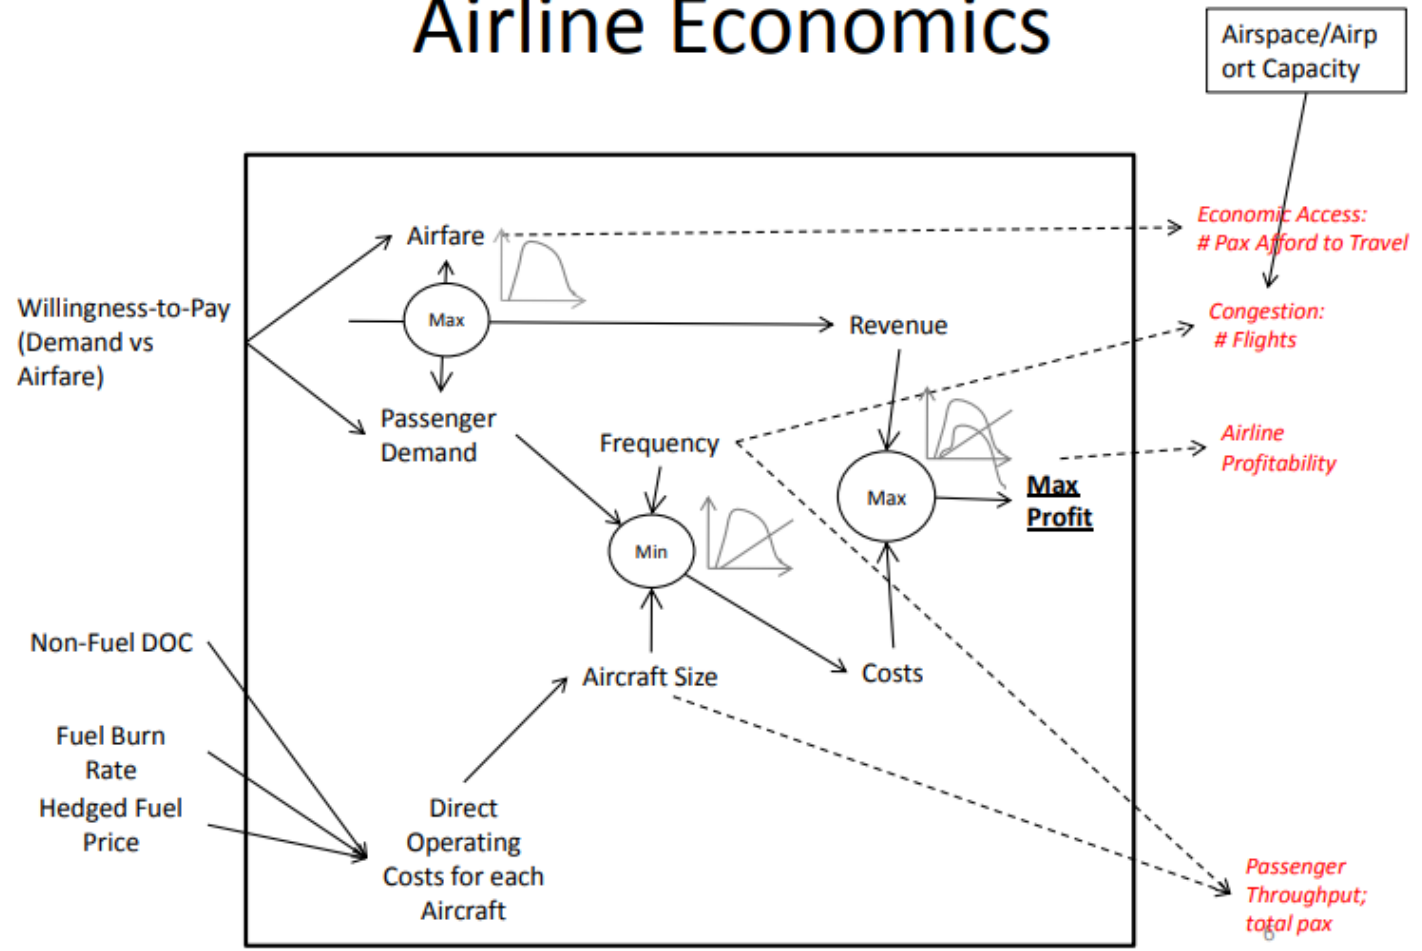 Airline Economics
Airspace/Airp
ort Capacity
Economic Access:
# Pax Afford to Travel
Airfare
Willingness-to-Pay
(Demand vs
Airfare)
Max
Revenue
Congestion:
# Flights
Passenger
Demand
Frequency
Airline
Profitability
Max
Max
Profit
Min
Non-Fuel DOC
Aircraft Size
Costs
Fuel Burn
Rate
Hedged Fuel
Price
Direct
Operating
Costs for each
Aircraft
Passenger
Throughput;
total pax
6